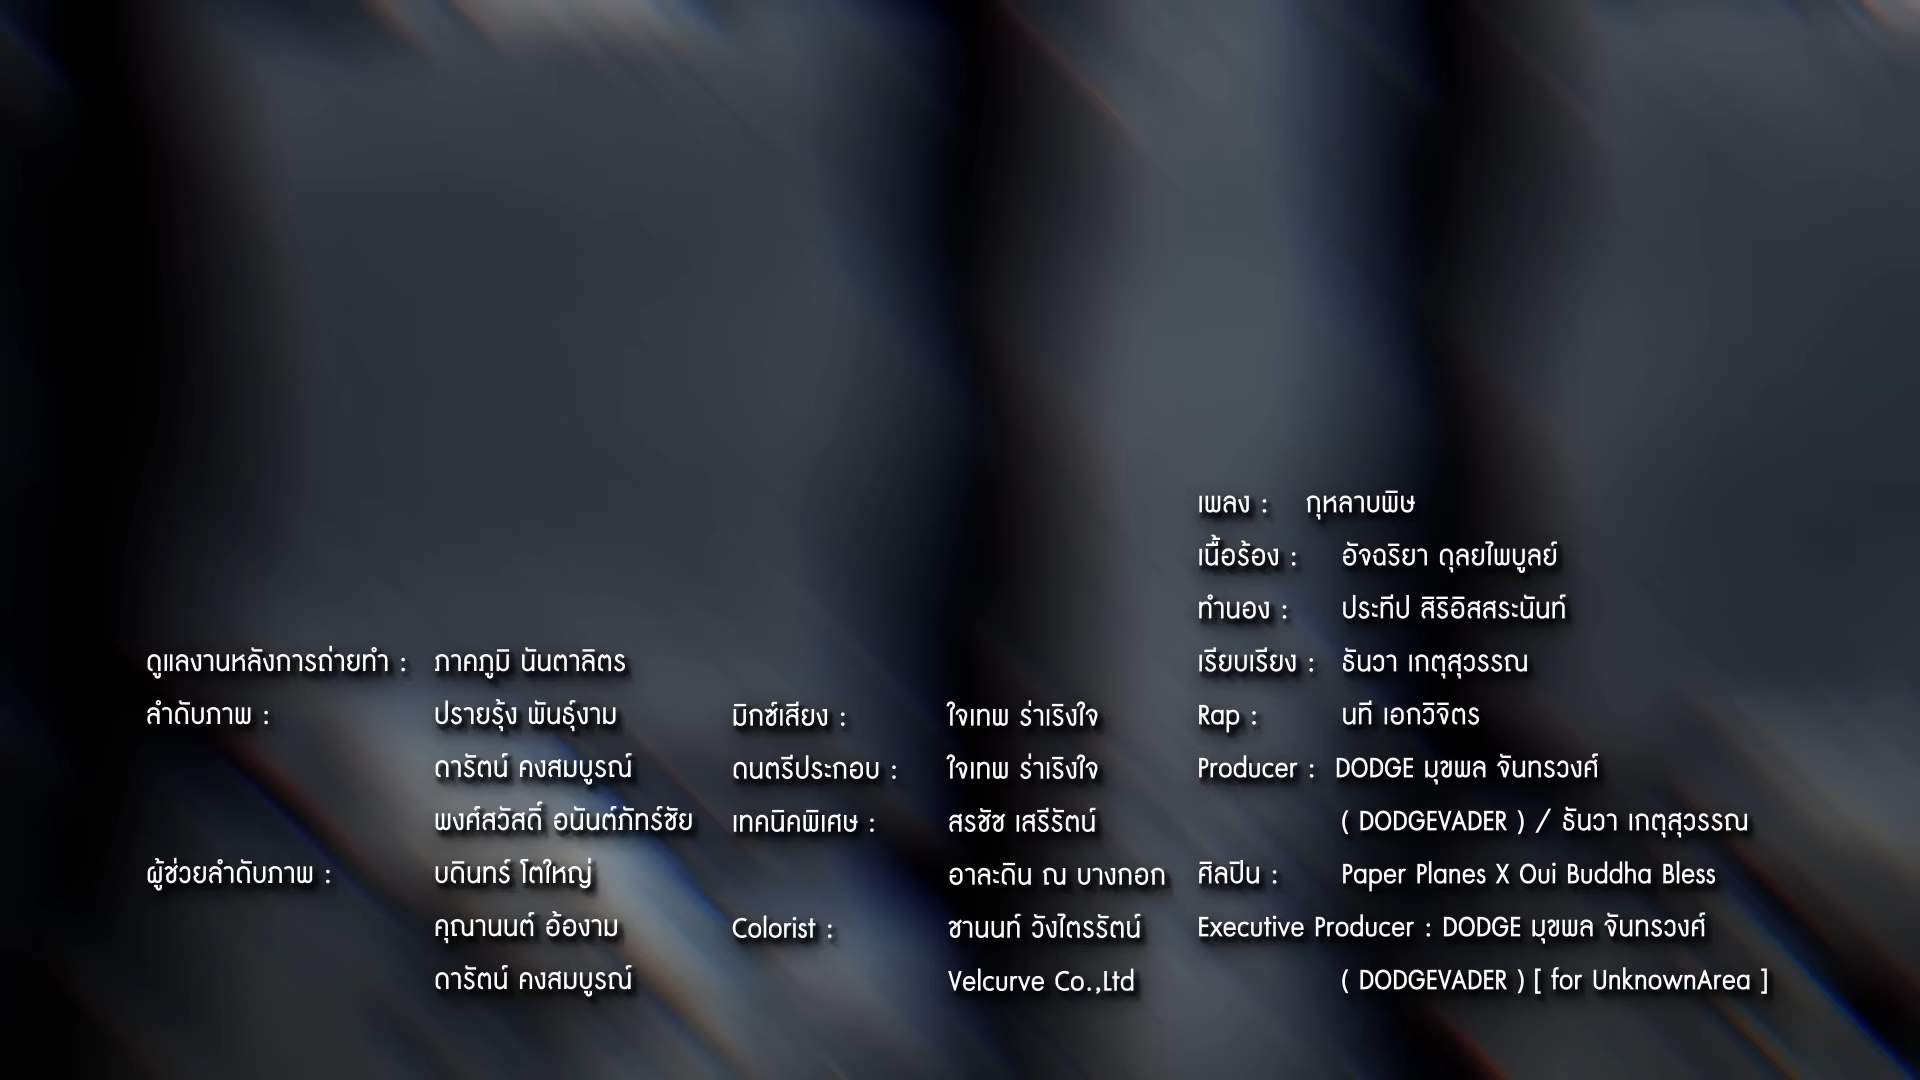 ดูแลงานหลังการถ่ายทำ : ภาคภูมิ นันตาลิตร
ลำดับภาพ : ปรายรุ้ง พันธุ์งาม
ดารัตน์ คงสมบูรณ์
พงศ์สวัสดิ์ อนันต์ภัทร์ชัย
ผู้ช่วยลำดับภาพ : บดินทร์ โตใหญ่
คุณานนต์ อ้องาม
ดารัตน์ คงสมบูรณ์
มิกซ์เสียง : ใจเทพ ร่าเริงใจ
ดนตรีประกอบ : ใจเทพ ร่าเริงใจ
เทคนิคพิเศษ : สรชัช เสรีรัตน์
อาละดิน ณ บางกอก
Colorist : ชานนท์ วังไตรรัตน์
Velcurve Co.,Ltd
เพลง : กุหลาบพิษ
เนื้อร้อง : อัจฉริยา ดุลยไพบูลย์
ทำนอง : ประทีป สิริอิสสระนันท์
เรียบเรียง : ธันวา เกตุสุวรรณ
Rap : นที เอกวิจิตร
Producer : DODGE มุขพล จันทรวงศ์
( DODGEVADER ) / ธันวา เกตุสุวรรณ
ศิลปิน : Paper Planes X Oui Buddha Bless
Executive Producer : DODGE มุขพล จันทรวงศ์
( DODGEVADER ) [ for UnknownArea ]